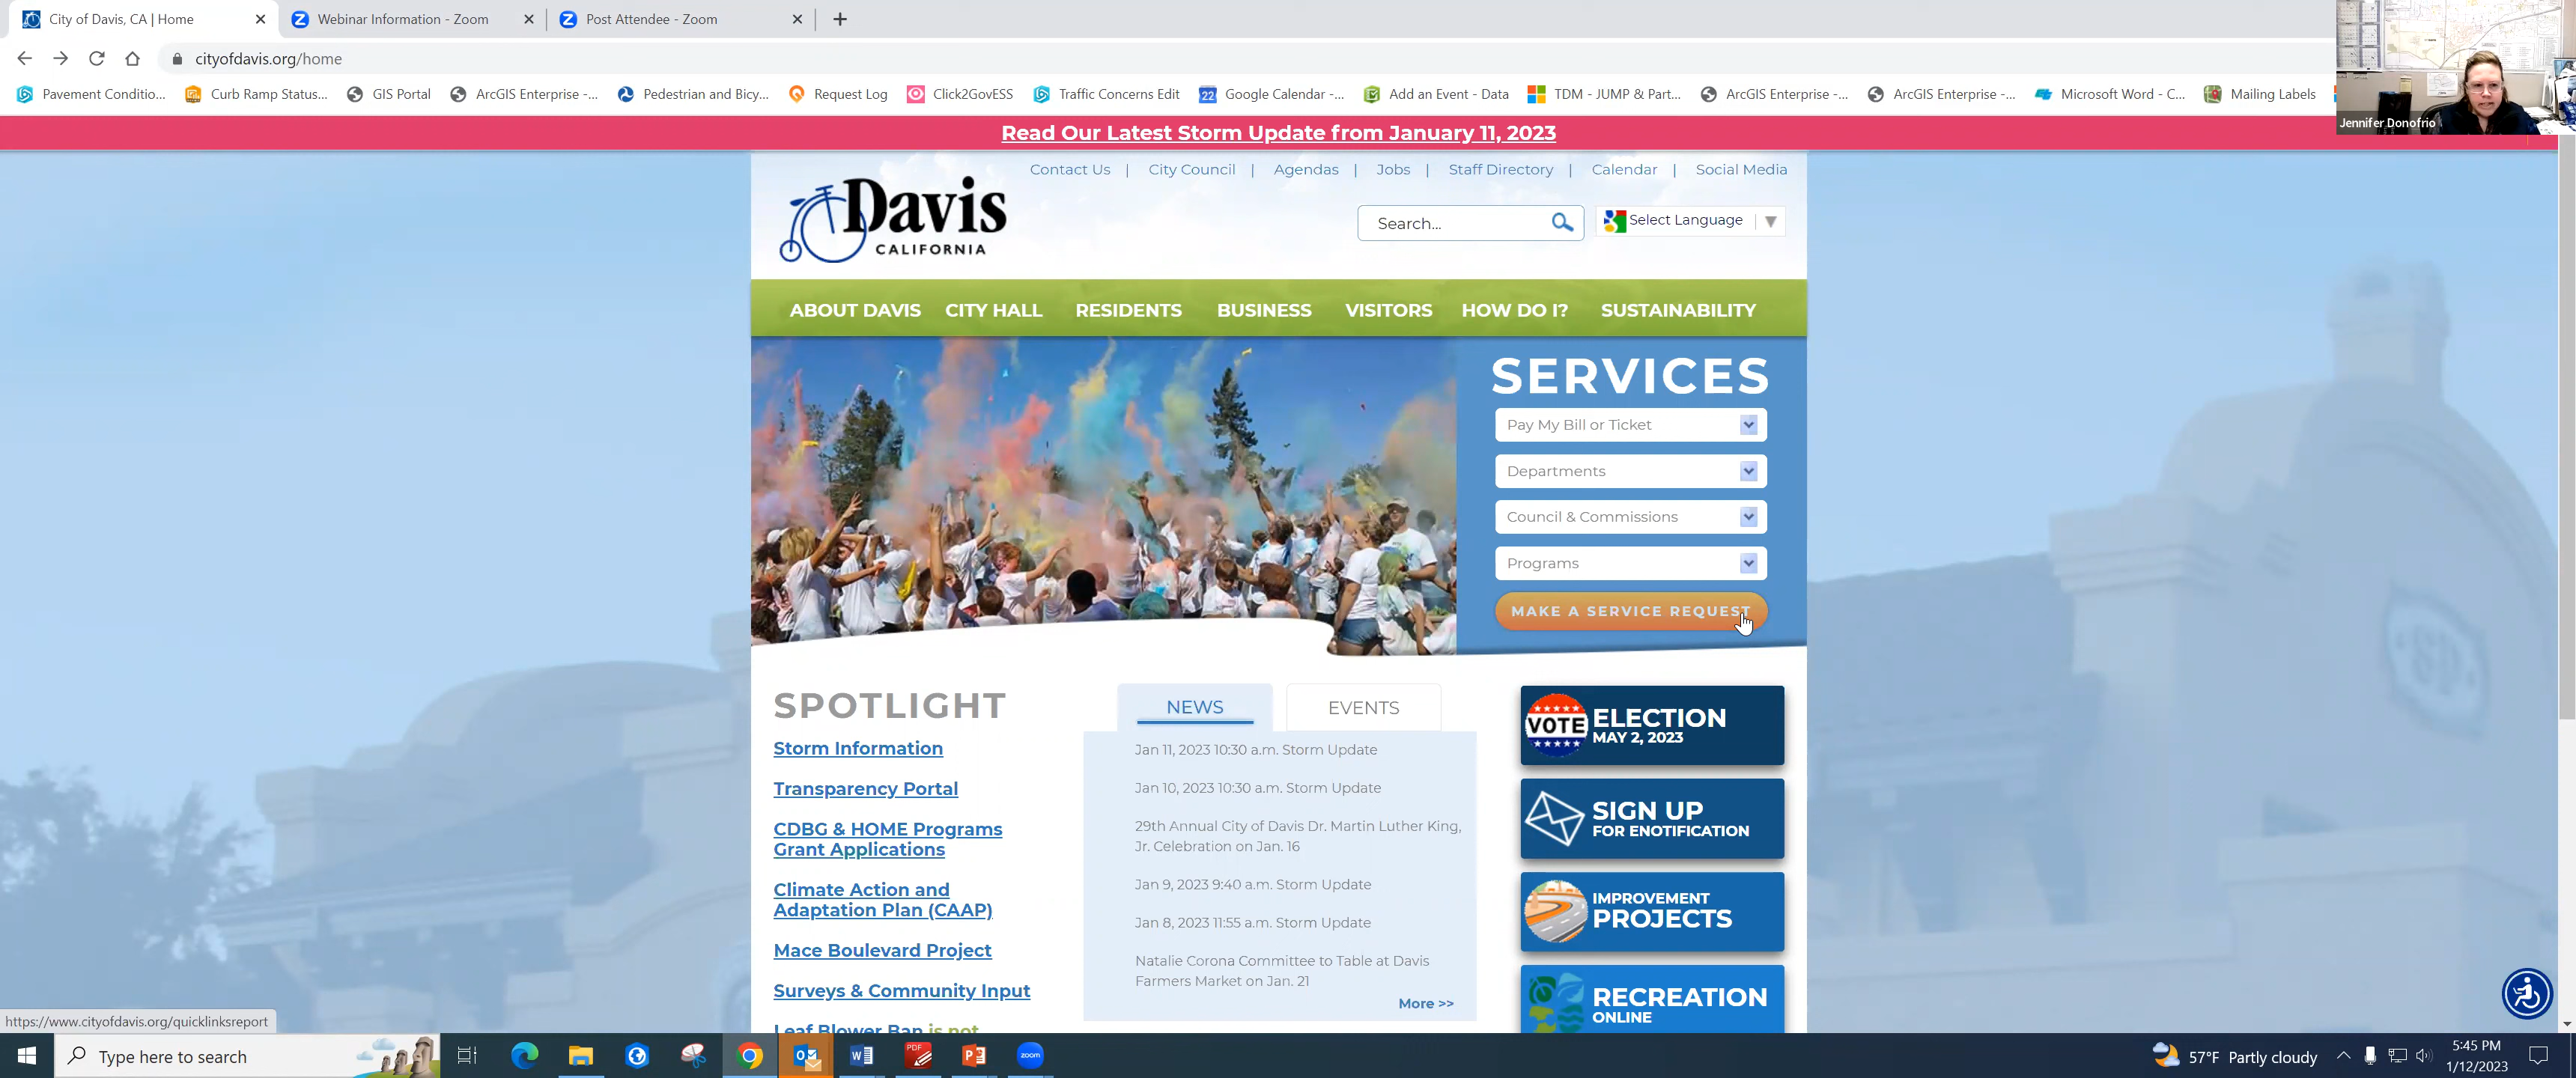 City of Davis, CA | Home
Webinar Information - Zoom
Post Attendee - Zoom
cityofdavis.org/home
Pavement Conditio...
Curb Ramp Status...
GIS Portal
ArcGIS Enterprise -...
Pedestrian and Bicy...
Request Log
Click2GovESS
Traffic Concerns Edit
22
Google Calendar -...
Add an Event - Data
TDM - JUMP & Part...
ArcGIS Enterprise -...
ArcGIS Enterprise -...
Microsoft Word - C...
Mailing Labels
Jennifer Donofrio
Read Our Latest Storm Update from January 11, 2023
Contact Us | City Council | Agendas | Jobs | Staff Directory | Calendar | Social Media
Davis
CALIFORNIA
Search...
Select Language
ABOUT DAVIS CITY HALL RESIDENTS BUSINESS VISITORS HOW DO I? SUSTAINABILITY
SERVICES
Pay My Bill or Ticket
Departments
Council & Commissions
Programs
MAKE A SERVICE REQUEST
SPOTLIGHT
Storm Information
Transparency Portal
CDBG & HOME Programs
Grant Applications
Climate Action and
Adaptation Plan (CAAP)
Mace Boulevard Project
Surveys & Community Input
Leaf Blower Ban is not
NEWS
EVENTS
Jan 11, 2023 10:30 a.m. Storm Update
Jan 10, 2023 10:30 a.m. Storm Update
29th Annual City of Davis Dr. Martin Luther King,
Jr. Celebration on Jan. 16
Jan 9, 2023 9:40 a.m. Storm Update
Jan 8, 2023 11:55 a.m. Storm Update
Natalie Corona Committee to Table at Davis
Farmers Market on Jan. 21
More >>
VOTE
ELECTION
MAY 2, 2023
SIGN UP
FOR ENOTIFICATION
IMPROVEMENT
PROJECTS
RECREATION
ONLINE
https://www.cityofdavis.org/quicklinksreport
Type here to search
PDF
zoom
57°F Partly cloudy
5:45 PM
1/12/2023